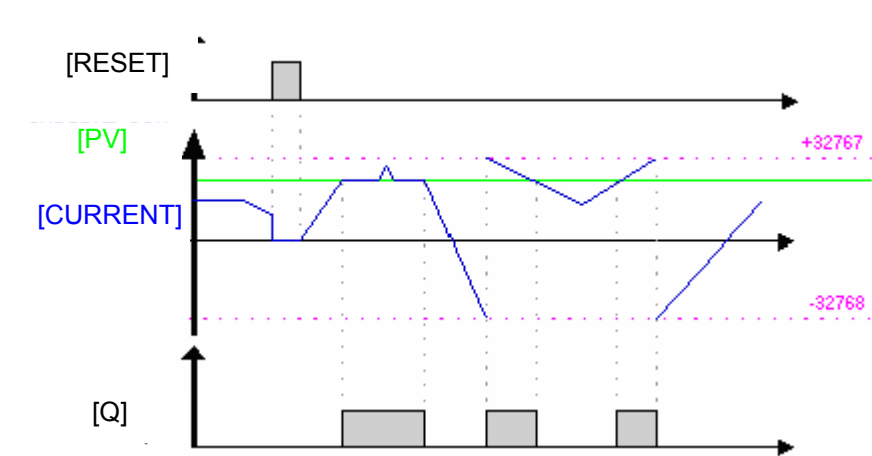 [RESET]
[PV]
+32767
[CURRENT]
-32768
[Q]